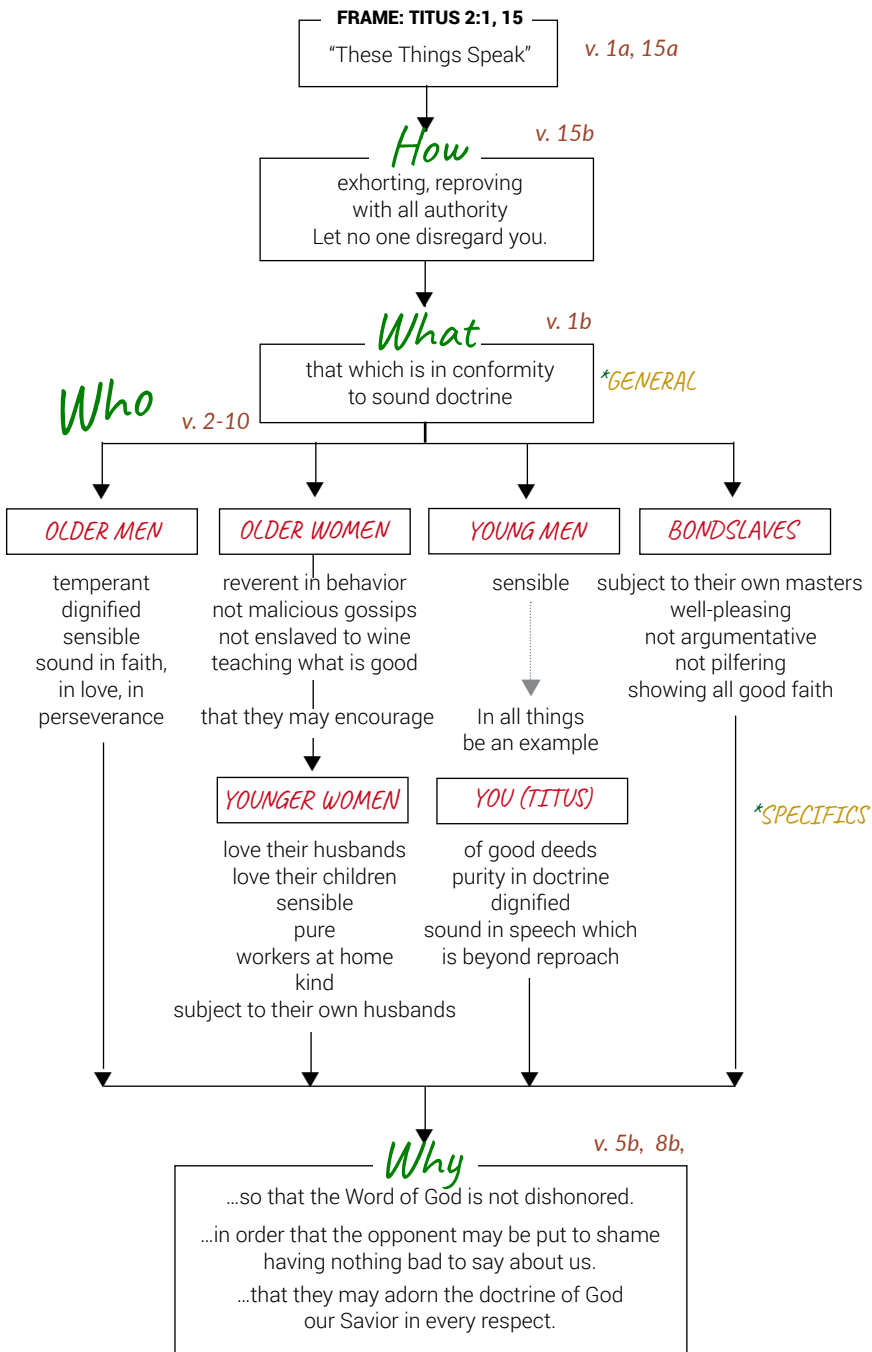 FRAME: TITUS 2:1, 15
“These Things Speak”
v. 1a, 15a
How
v. 15b
exhorting, reproving
with all authority
Let no one disregard you.
What
v. 1b
that which is in conformity
to sound doctrine
*GENERAL
Who
v. 2-10
OLDER MEN
temperant
dignified
sensible
sound in faith,
in love, in
perseverance
OLDER WOMEN
reverent in behavior
not malicious gossips
not enslaved to wine
teaching what is good
that they may encourage
YOUNGER WOMEN
love their husbands
love their children
sensible
pure
workers at home
kind
subject to their own husbands
YOUNG MEN
sensible
In all things
be an example
YOU (TITUS)
of good deeds
purity in doctrine
dignified
sound in speech which
is beyond reproach
BONDSLAVES
subject to their own masters
well-pleasing
not argumentative
not pilfering
showing all good faith
*SPECIFICS
Why
v. 5b, 8b,
...so that the Word of God is not dishonored.
...in order that the opponent may be put to shame
having nothing bad to say about us.
...that they may adorn the doctrine of God
our Savior in every respect.